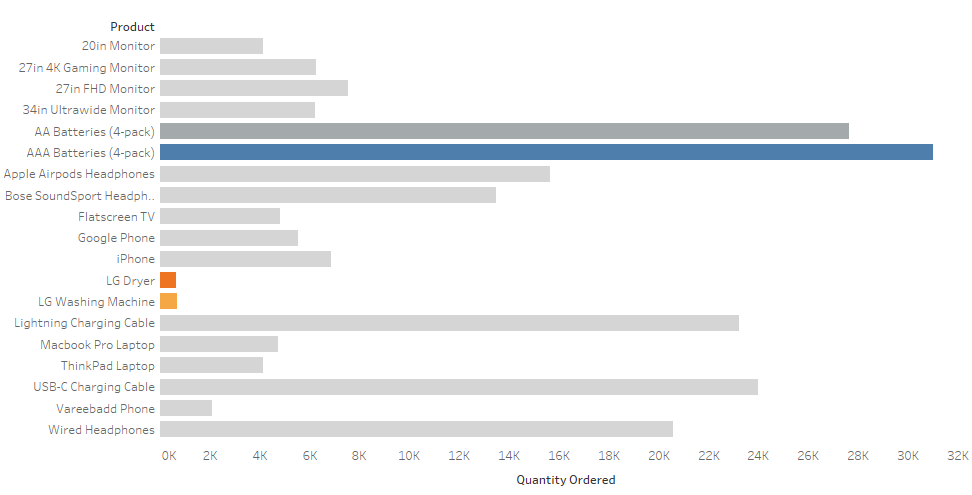 Product
20in Monitor
27in 4K Gaming Monitor
27in FHD Monitor
34in Ultrawide Monitor
AA Batteries (4-pack)
AAA Batteries (4-pack)
Apple Airpods Headphones
Bose SoundSport Headph..
Flatscreen TV
Google Phone
iPhone
LG Dryer
LG Washing Machine
Lightning Charging Cable
Macbook Pro Laptop
ThinkPad Laptop
USB-C Charging Cable
Vareebadd Phone
Wired Headphones
0K 2K 4K 6K 8K 10K 12K 14K 16K 18K 20K 22K 24K 26K 28K 30K 32K
Quantity Ordered